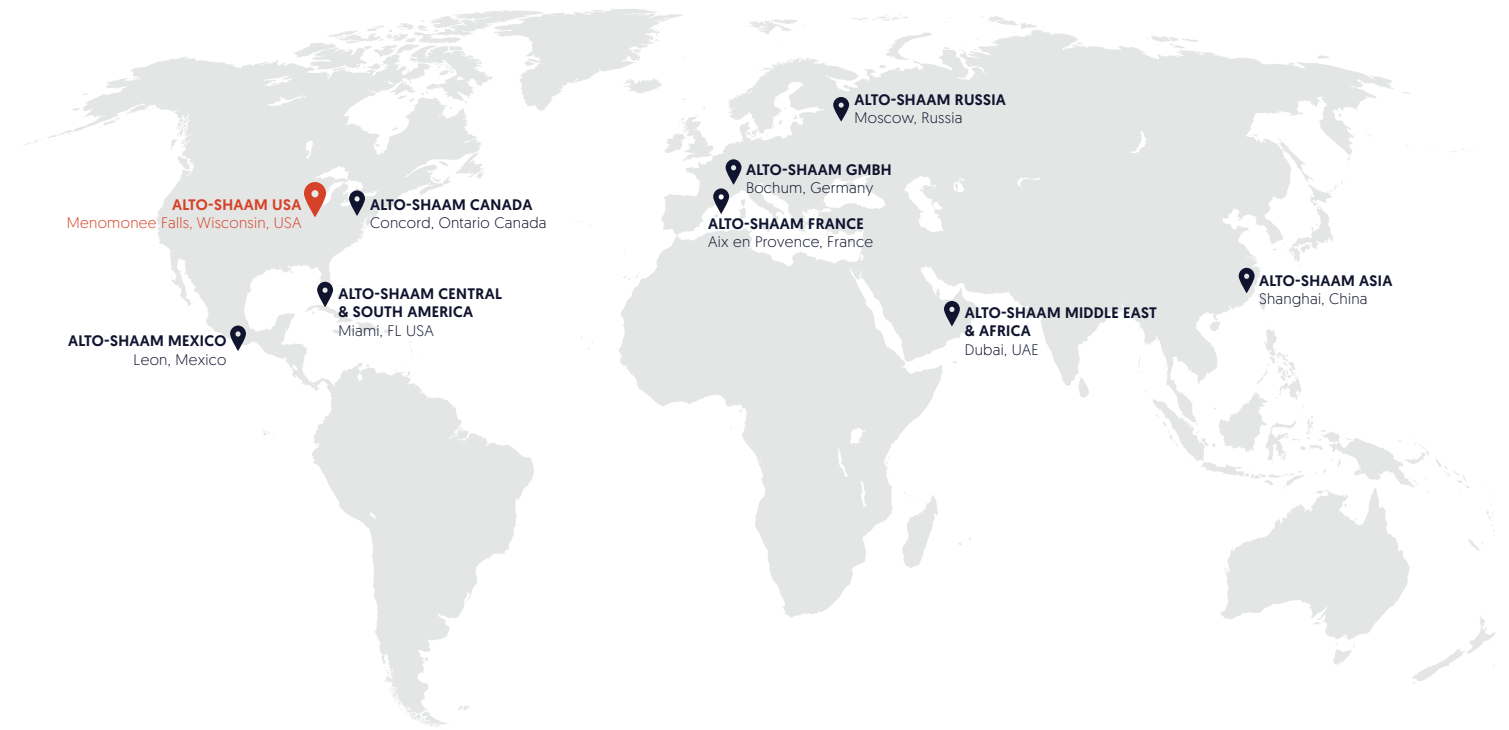 ALTO-SHAAM RUSSIA
Moscow, Russia
ALTO-SHAAM GMBH
Bochum, Germany
ALTO-SHAAM USA
Menomonee Falls, Wisconsin, USA
ALTO-SHAAM CANADA
Concord, Ontario Canada
ALTO-SHAAM FRANCE
Aix en Provence, France
ALTO-SHAAM ASIA
Shanghai, China
ALTO-SHAAM CENTRAL
& SOUTH AMERICA
Miami, FL USA
ALTO-SHAAM MIDDLE EAST
& AFRICA
Dubai, UAE
ALTO-SHAAM MEXICO
Leon, Mexico